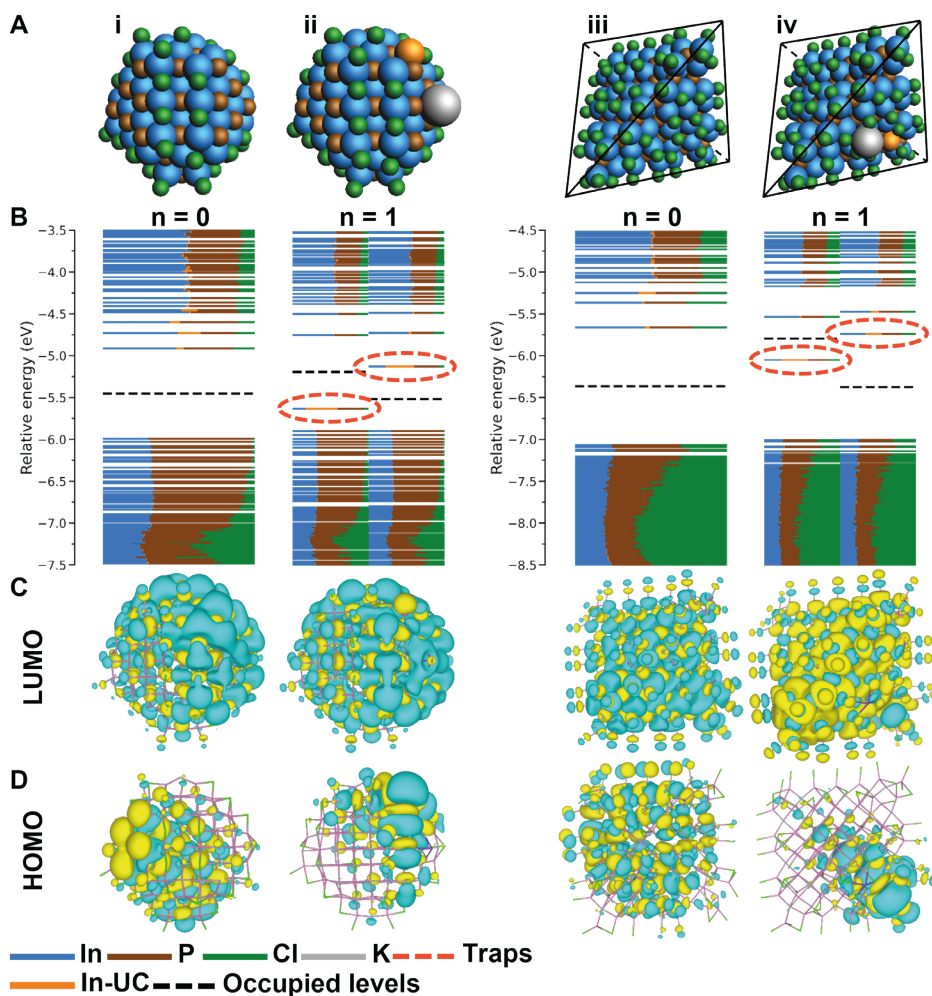 A i ii iii iv
B n = 0 n = 1 n = 0 n = 1
Relative energy (eV)
−3.5
−4.0
−4.5
−5.0
−5.5
−6.0
−6.5
−7.0
−7.5
Relative energy (eV)
−4.5
−5.0
−5.5
−6.0
−6.5
−7.0
−7.5
−8.0
−8.5
C
LUMO
D
HOMO
In P Cl K Traps
In-UC Occupied levels